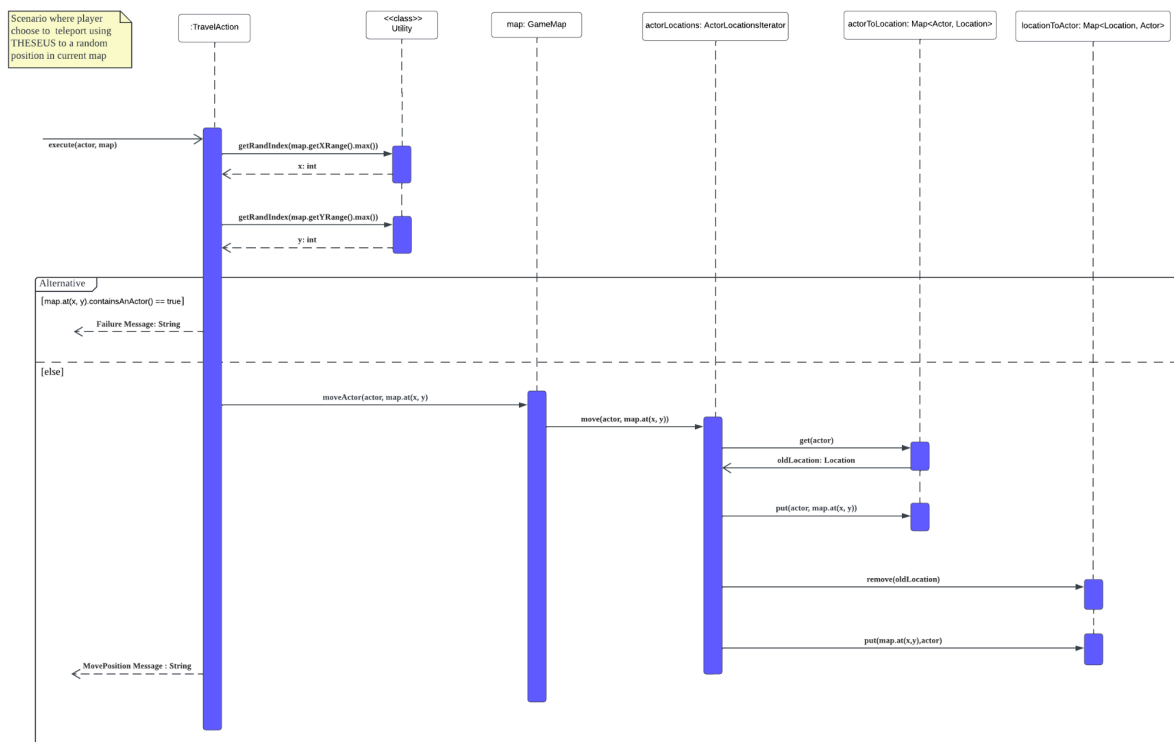 Scenario where player
choose to teleport using
THESEUS to a random
position in current map
:TravelAction
<<class>>
Utility
map: GameMap
actorLocations: ActorLocationsIterator
actorToLocation: Map<Actor, Location>
locationToActor: Map<Location, Actor>
execute(actor, map)
getRandIndex(map.getXRange().max())
x: int
getRandIndex(map.getYRange().max())
y: int
Alternative
[map.at(x, y).containsAnActor() == true]
Failure Message: String
[else]
moveActor(actor, map.at(x, y)
move(actor, map.at(x, y))
get(actor)
oldLocation: Location
put(actor, map.at(x, y))
remove(oldLocation)
put(map.at(x,y),actor)
MovePosition Message : String